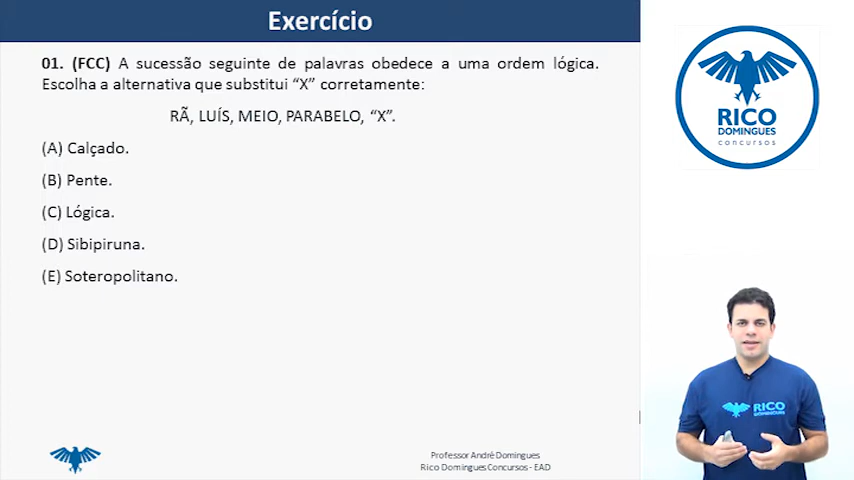 Exercício
01. (FCC) A sucessão seguinte de palavras obedece a uma ordem lógica.
Escolha a alternativa que substitui “X” corretamente:
RÃ, LUÍS, MEIO, PARABELO, “X”.
(A) Calçado.
(B) Pente.
(C) Lógica.
(D) Sibipiruna.
(E) Soteropolitano.
Professor André Domingues
Rico Domingues Concursos - EAD
RICO
DOMINGUES
concursos
RICO
DOMINGUES